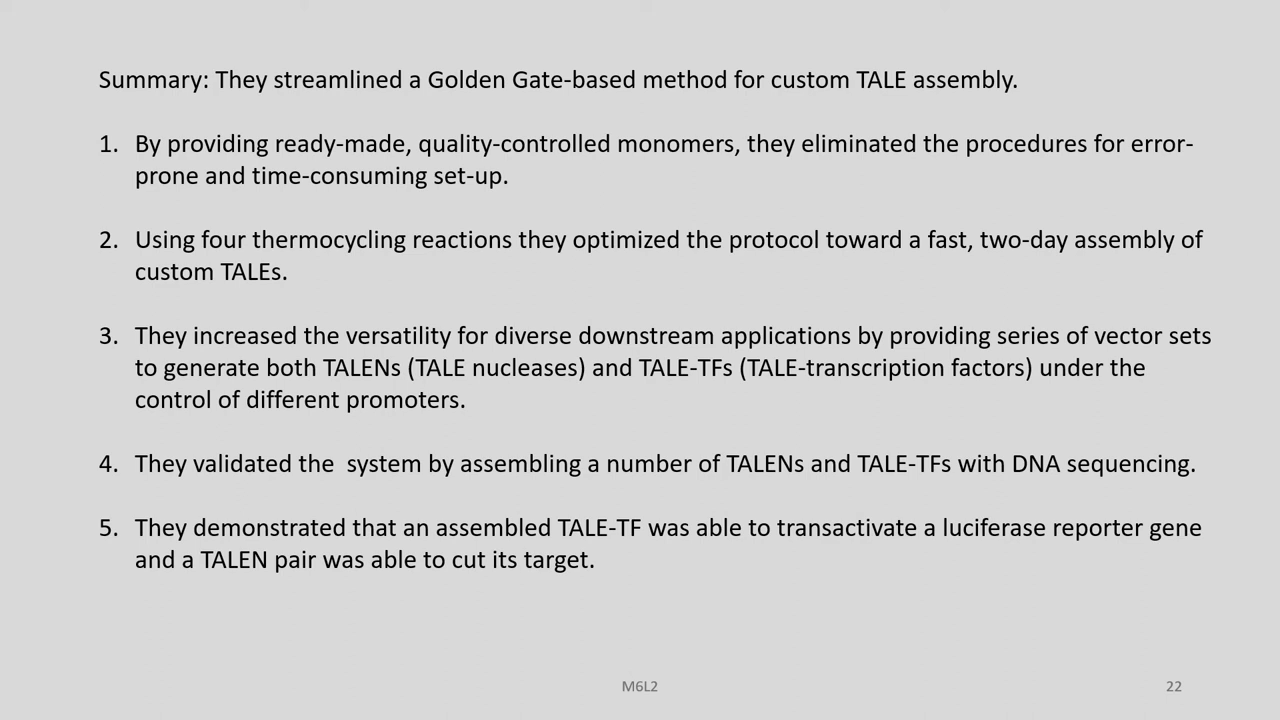 Summary: They streamlined a Golden Gate-based method for custom TALE assembly.
1. By providing ready-made, quality-controlled monomers, they eliminated the procedures for error-
prone and time-consuming set-up.
2. Using four thermocycling reactions they optimized the protocol toward a fast, two-day assembly of
custom TALEs.
3. They increased the versatility for diverse downstream applications by providing series of vector sets
to generate both TALENs (TALE nucleases) and TALE-TFs (TALE-transcription factors) under the
control of different promoters.
4. They validated the  system by assembling a number of TALENs and TALE-TFs with DNA sequencing.
5. They demonstrated that an assembled TALE-TF was able to transactivate a luciferase reporter gene
and a TALEN pair was able to cut its target.
M6L2
22